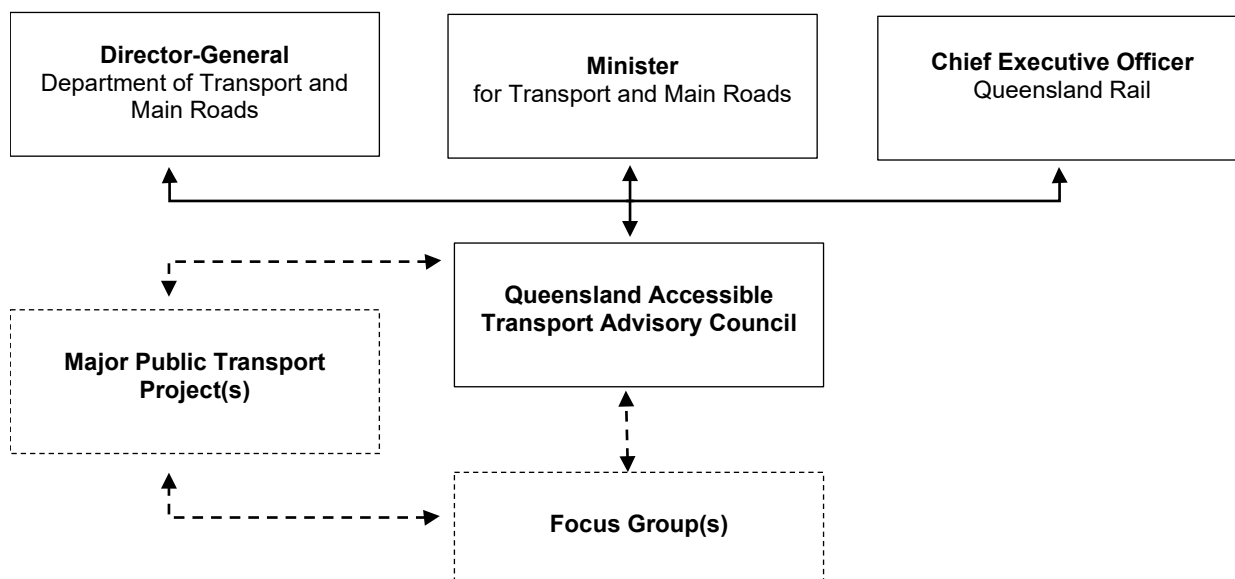 Director-General
Department of Transport and
Main Roads
Minister
for Transport and Main Roads
Chief Executive Officer
Queensland Rail
Queensland Accessible
Transport Advisory Council
Major Public Transport
Project(s)
Focus Group(s)